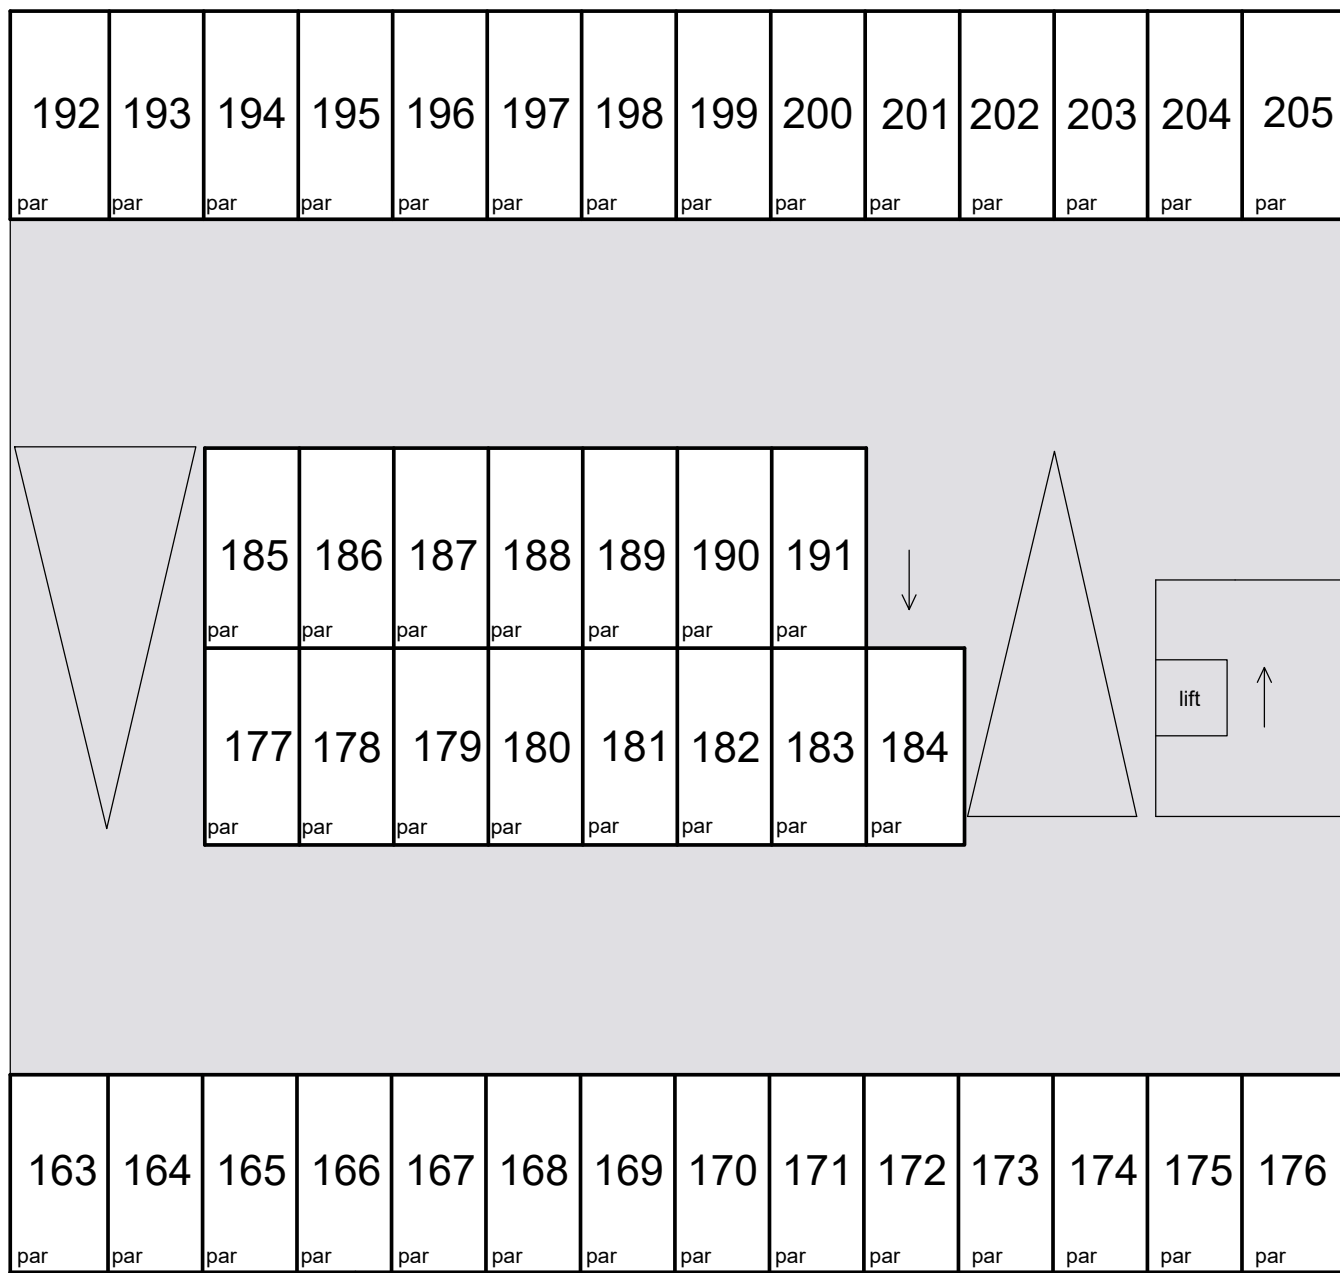 192 193 194 195 196 197 198 199 200 201 202 203 204 205
par par par par par par par par par par par par par par
185 186 187 188 189 190 191
par par par par par par par
lift
177 178 179 180 181 182 183 184
par par par par par par par par
163 164 165 166 167 168 169 170 171 172 173 174 175 176
par par par par par par par par par par par par par par